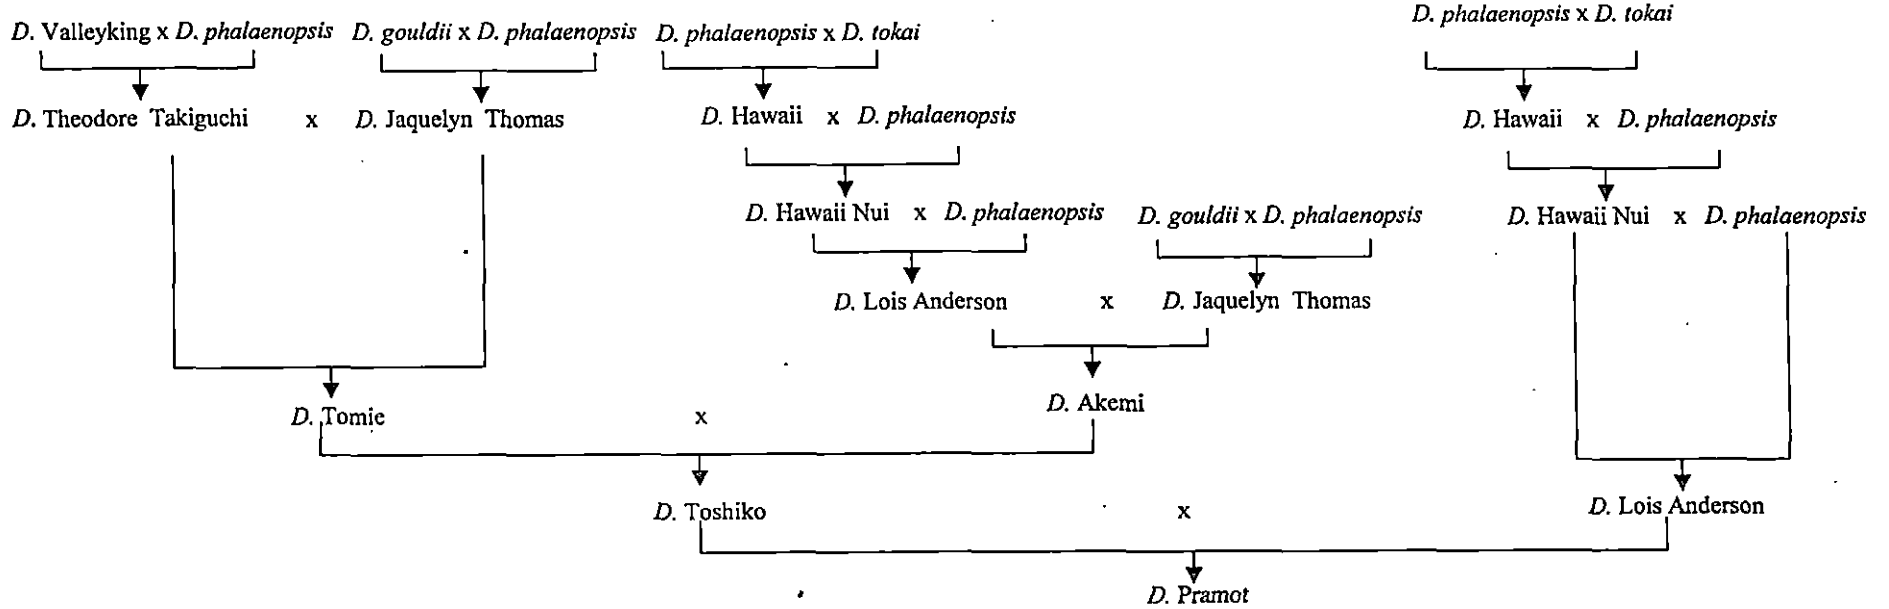 D. phalaenopsis x D. tokai
D. Valleyking x D. phalaenopsis D. gouldii x D. phalaenopsis D. phalaenopsis x D. tokai
D. Theodore Takiguchi x D. Jaquelyn Thomas D. Hawaii x D. phalaenopsis D. Hawaii x D. phalaenopsis
D. Hawaii Nui x D. phalaenopsis D. gouldii x D. phalaenopsis D. Hawaii Nui x D. phalaenopsis
D. Lois Anderson x D. Jaquelyn Thomas
D. Tomie x D. Akemi
D. Toshiko x D. Lois Anderson
D. Pramot